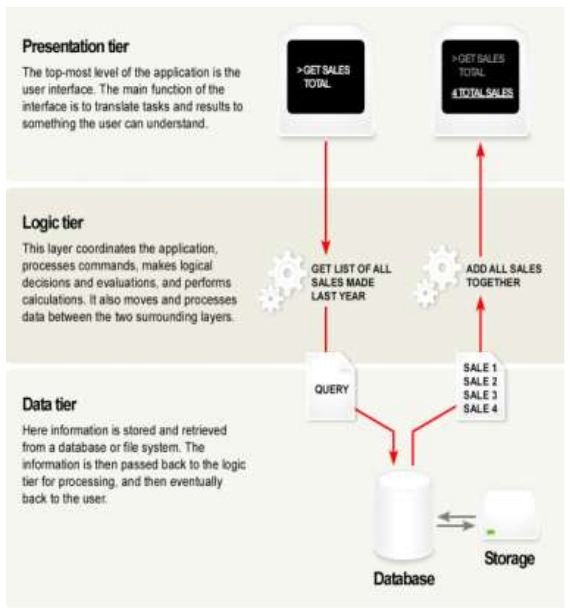 Presentation tier
The top-most level of the application is the
user interface. The main function of the
interface is to translate tasks and results to
something the user can understand.
>GET SALES
TOTAL
>GET SALES
TOTAL
4 TOTAL SALES
Logic tier
This layer coordinates the application,
processes commands, makes logical
decisions and evaluations, and performs
calculations. It also moves and processes
data between the two surrounding layers.
GET LIST OF ALL
SALES MADE
LAST YEAR
ADD ALL SALES
TOGETHER
QUERY
SALE 1
SALE 2
SALE 3
SALE 4
Data tier
Here information is stored and retrieved
from a database or file system. The
information is then passed back to the logic
tier for processing, and then eventually
back to the user.
Database
Storage